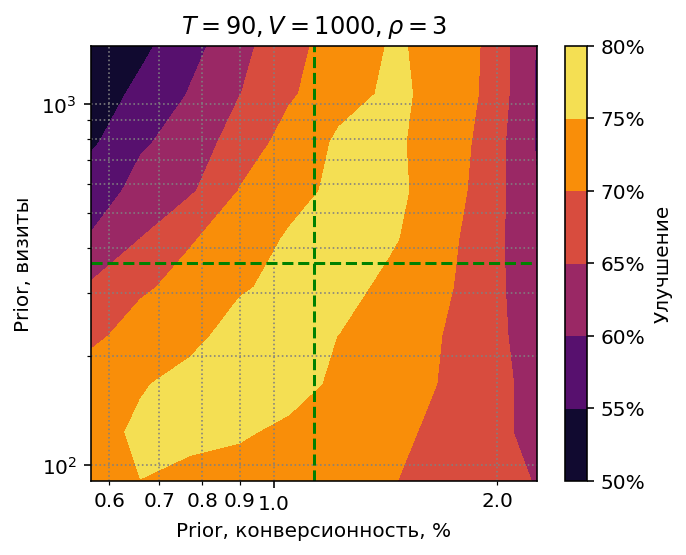 T = 90, V = 1000, ρ = 3
80%
75%
70%
65%
60%
55%
50%
Улучшение
10³
10²
Prior, визиты
0.6 0.7 0.8 0.9 1.0 2.0
Prior, конверсионность, %